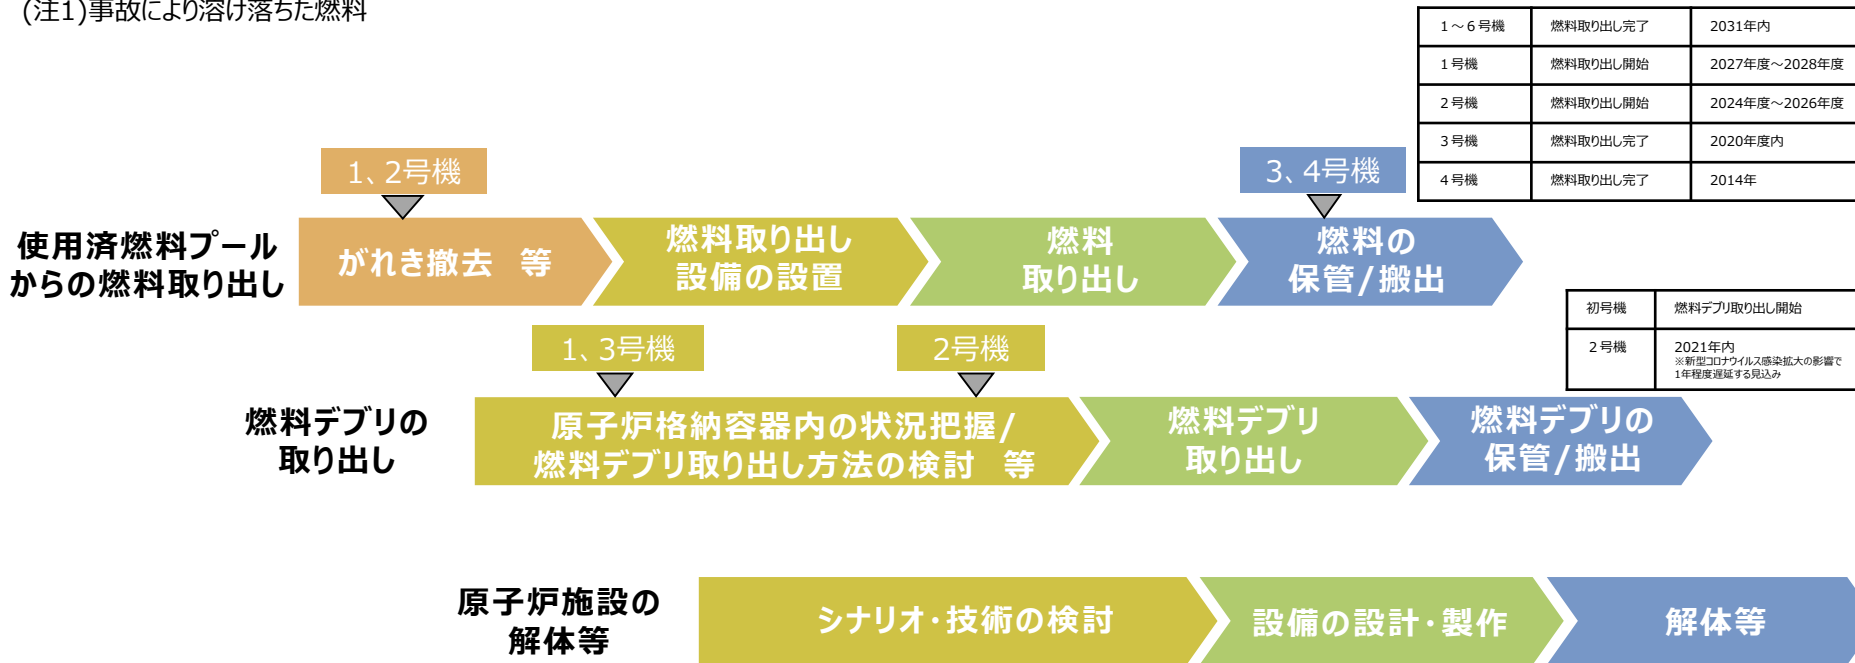 (注1)事故により溶け落ちた燃料
1～6号機 燃料取り出し完了 2031年内
1号機 燃料取り出し開始 2027年度～2028年度
2号機 燃料取り出し開始 2024年度～2026年度
3号機 燃料取り出し完了 2020年度内
4号機 燃料取り出し完了 2014年
1、2号機
3、4号機
使用済燃料プール
からの燃料取り出し
がれき撤去 等
燃料取り出し
設備の設置
燃料
取り出し
燃料の
保管/搬出
初号機 燃料デブリ取り出し開始
2号機 2021年内
※新型コロナウイルス感染拡大の影響で
1年程度遅延する見込み
1、3号機
2号機
燃料デブリの
取り出し
原子炉格納容器内の状況把握/
燃料デブリ取り出し方法の検討 等
燃料デブリ
取り出し
燃料デブリの
保管/搬出
原子炉施設の
解体等
シナリオ・技術の検討
設備の設計・製作
解体等